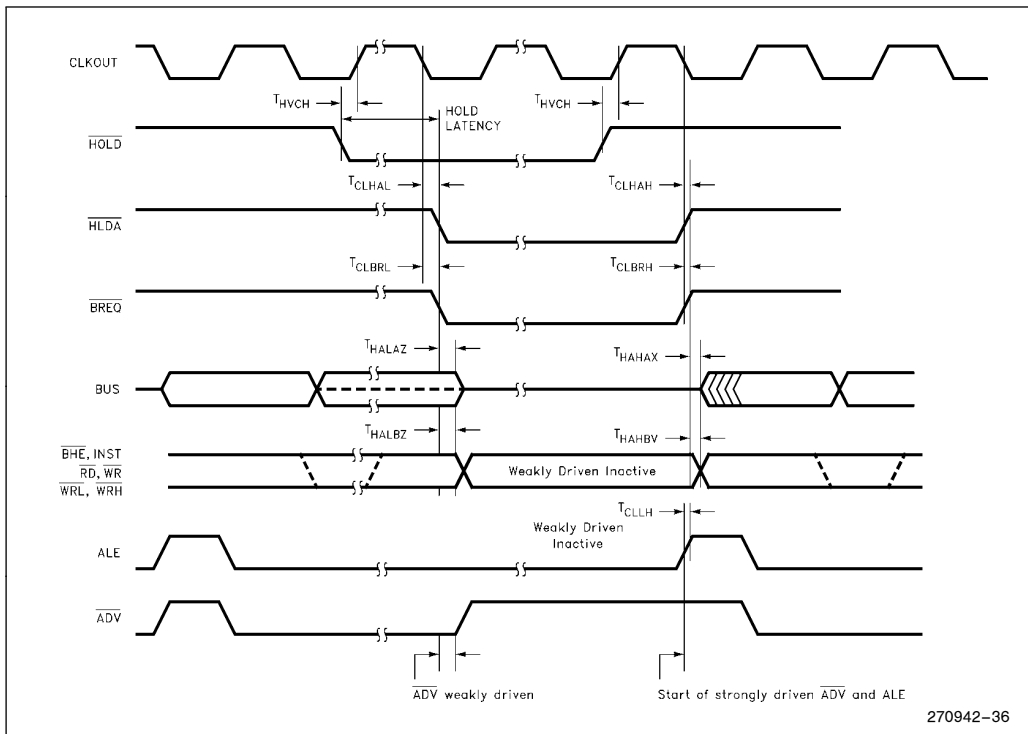 CLKOUT
THVCH
THVCH
HOLD
LATENCY
HOLD
TCLHAL
TCLHAH
HLDA
TCLBRL
TCLBRH
BREQ
THALAZ
THAHAX
BUS
THALBZ
THAHBV
BHE, INST
RD, WR
WRL, WRH
Weakly Driven Inactive
TCLLH
Weakly Driven
Inactive
ALE
ADV
ADV weakly driven
Start of strongly driven ADV and ALE
270942–36